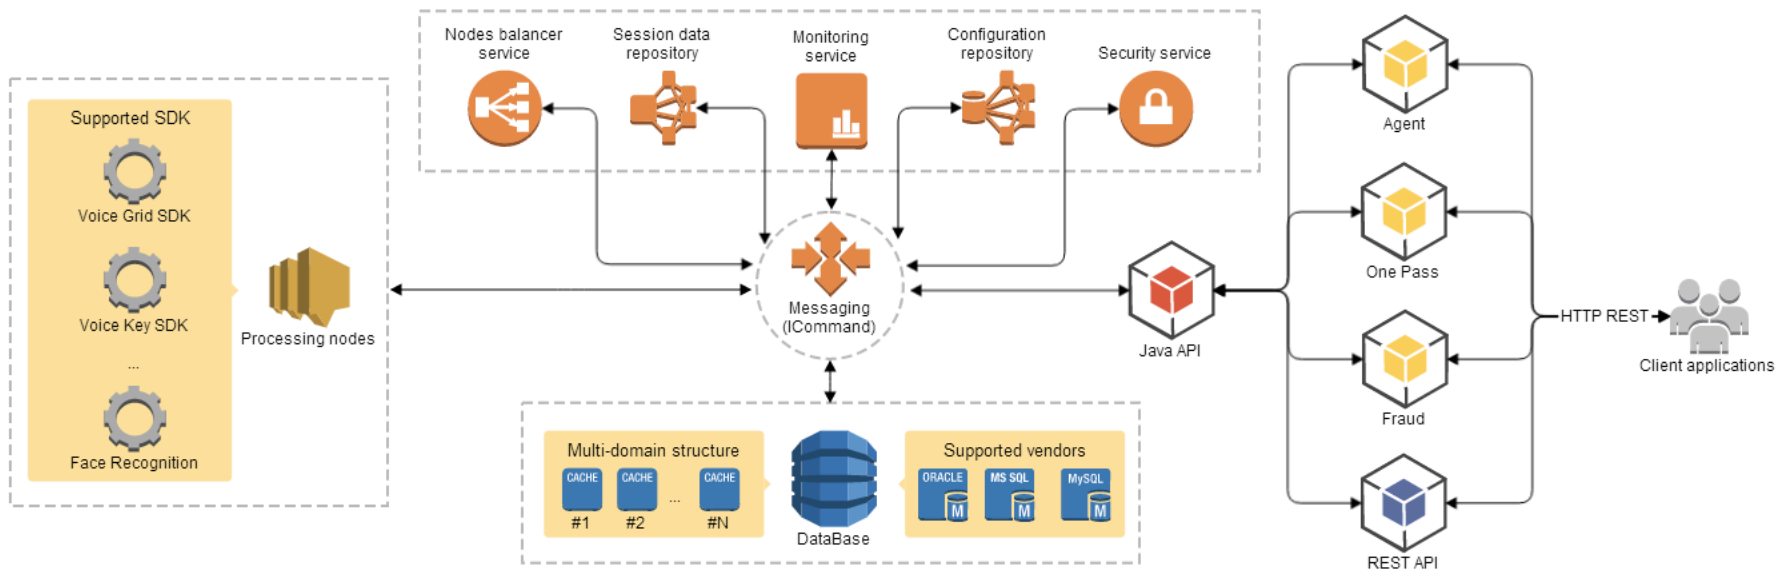 Supported SDK
Voice Grid SDK
Voice Key SDK
...
Face Recognition
Processing nodes
Nodes balancer
service
Session data
repository
Monitoring
service
Configuration
repository
Security service
Messaging
(ICommand)
Multi-domain structure
CACHE
CACHE
...
CACHE
#1
#2
#N
DataBase
Supported vendors
ORACLE
M
MS SQL
M
MySQL
M
Java API
Agent
One Pass
Fraud
REST API
HTTP REST
Client applications